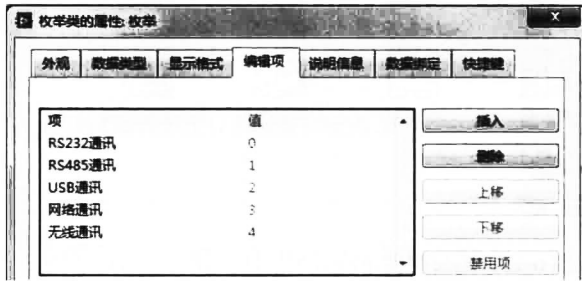 枚举类的属性: 枚举
外观 数据类型 显示格式 编辑项 说明信息 数据绑定 快捷键
项 值
RS232通讯 0
RS485通讯 1
USB通讯 2
网络通讯 3
无线通讯 4
插入
删除
上移
下移
禁用项